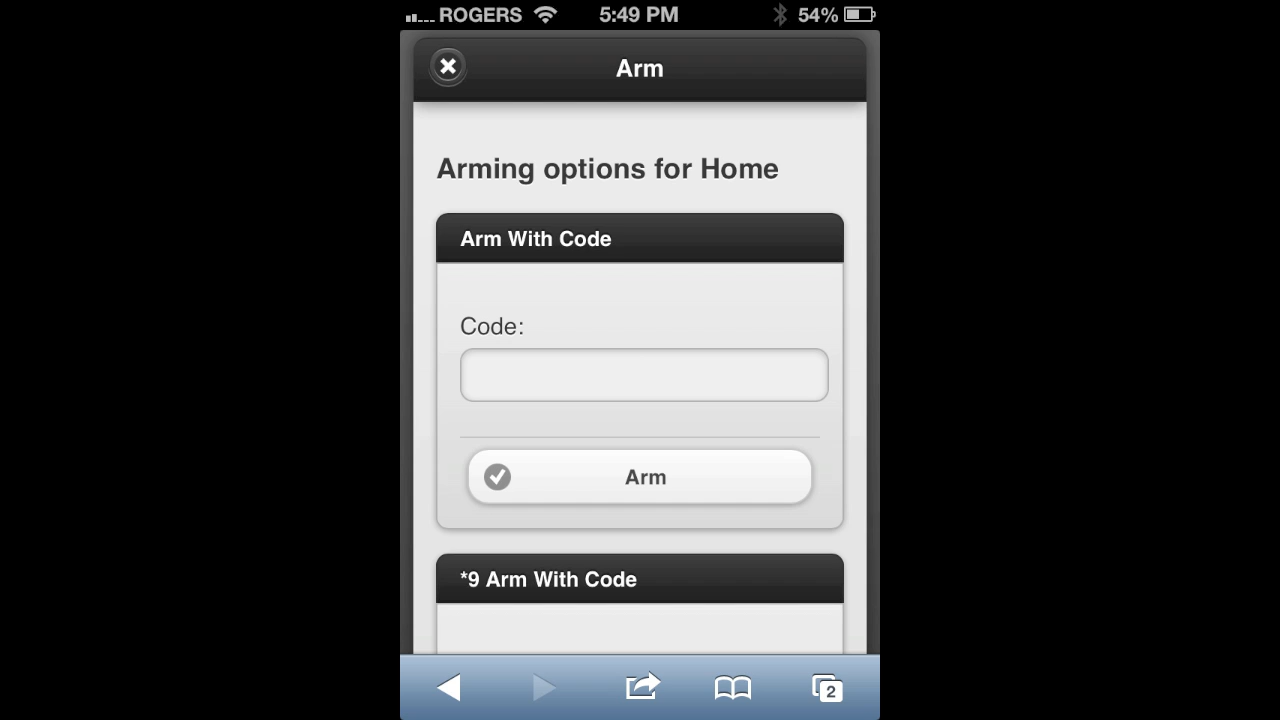 ROGERS 5:49 PM 54%
Arm
Arming options for Home
Arm With Code
Code:
Arm
*9 Arm With Code
2